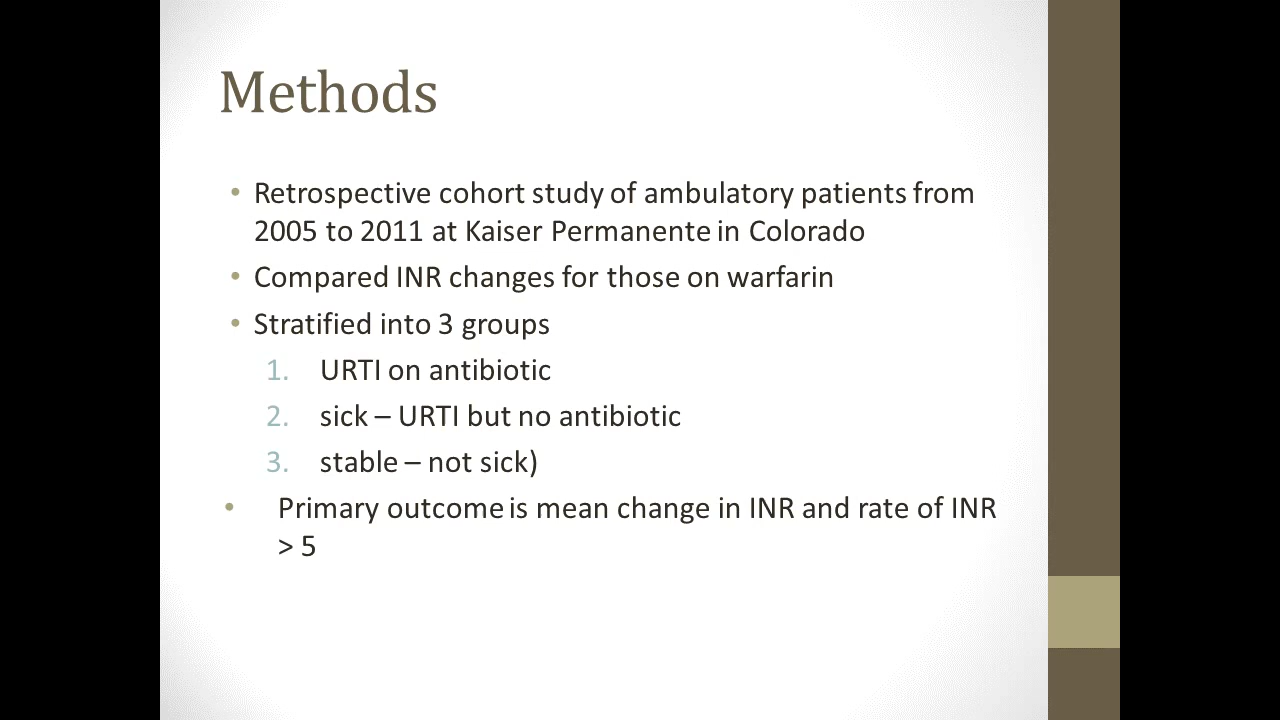 Methods
• Retrospective cohort study of ambulatory patients from
2005 to 2011 at Kaiser Permanente in Colorado
• Compared INR changes for those on warfarin
• Stratified into 3 groups
1. URTI on antibiotic
2. sick – URTI but no antibiotic
3. stable – not sick)
• Primary outcome is mean change in INR and rate of INR
> 5